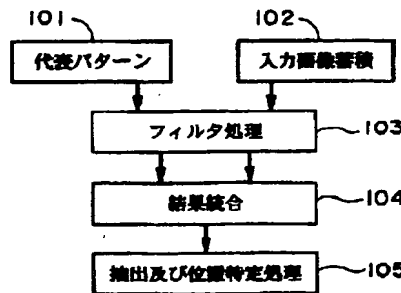 101
102
代表パターン
入力画像蓄積
フィルタ処理
103
結果統合
104
抽出及び位置特定処理
105